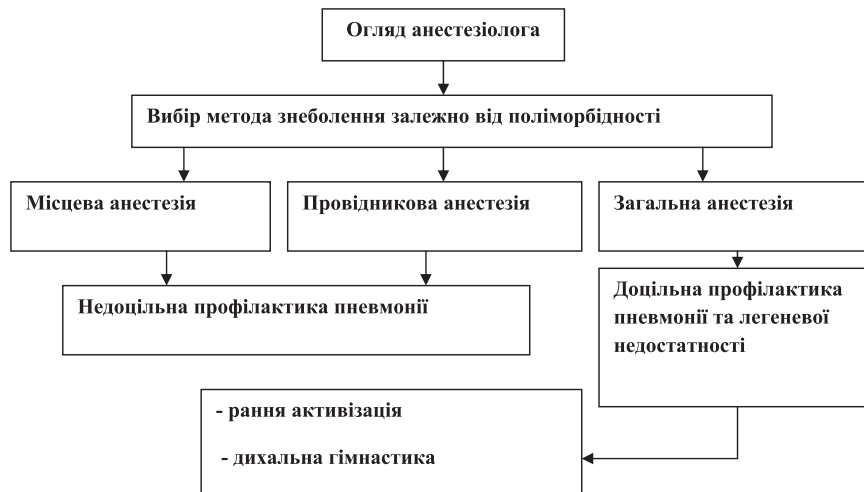 Огляд анестезіолога
Вибір метода знеболення залежно від поліморбідності
Місцева анестезія
Провідникова анестезія
Загальна анестезія
Недоцільна профілактика пневмонії
Доцільна профілактика
пневмонії та легеневої
недостатності
- рання активізація
- дихальна гімнастика